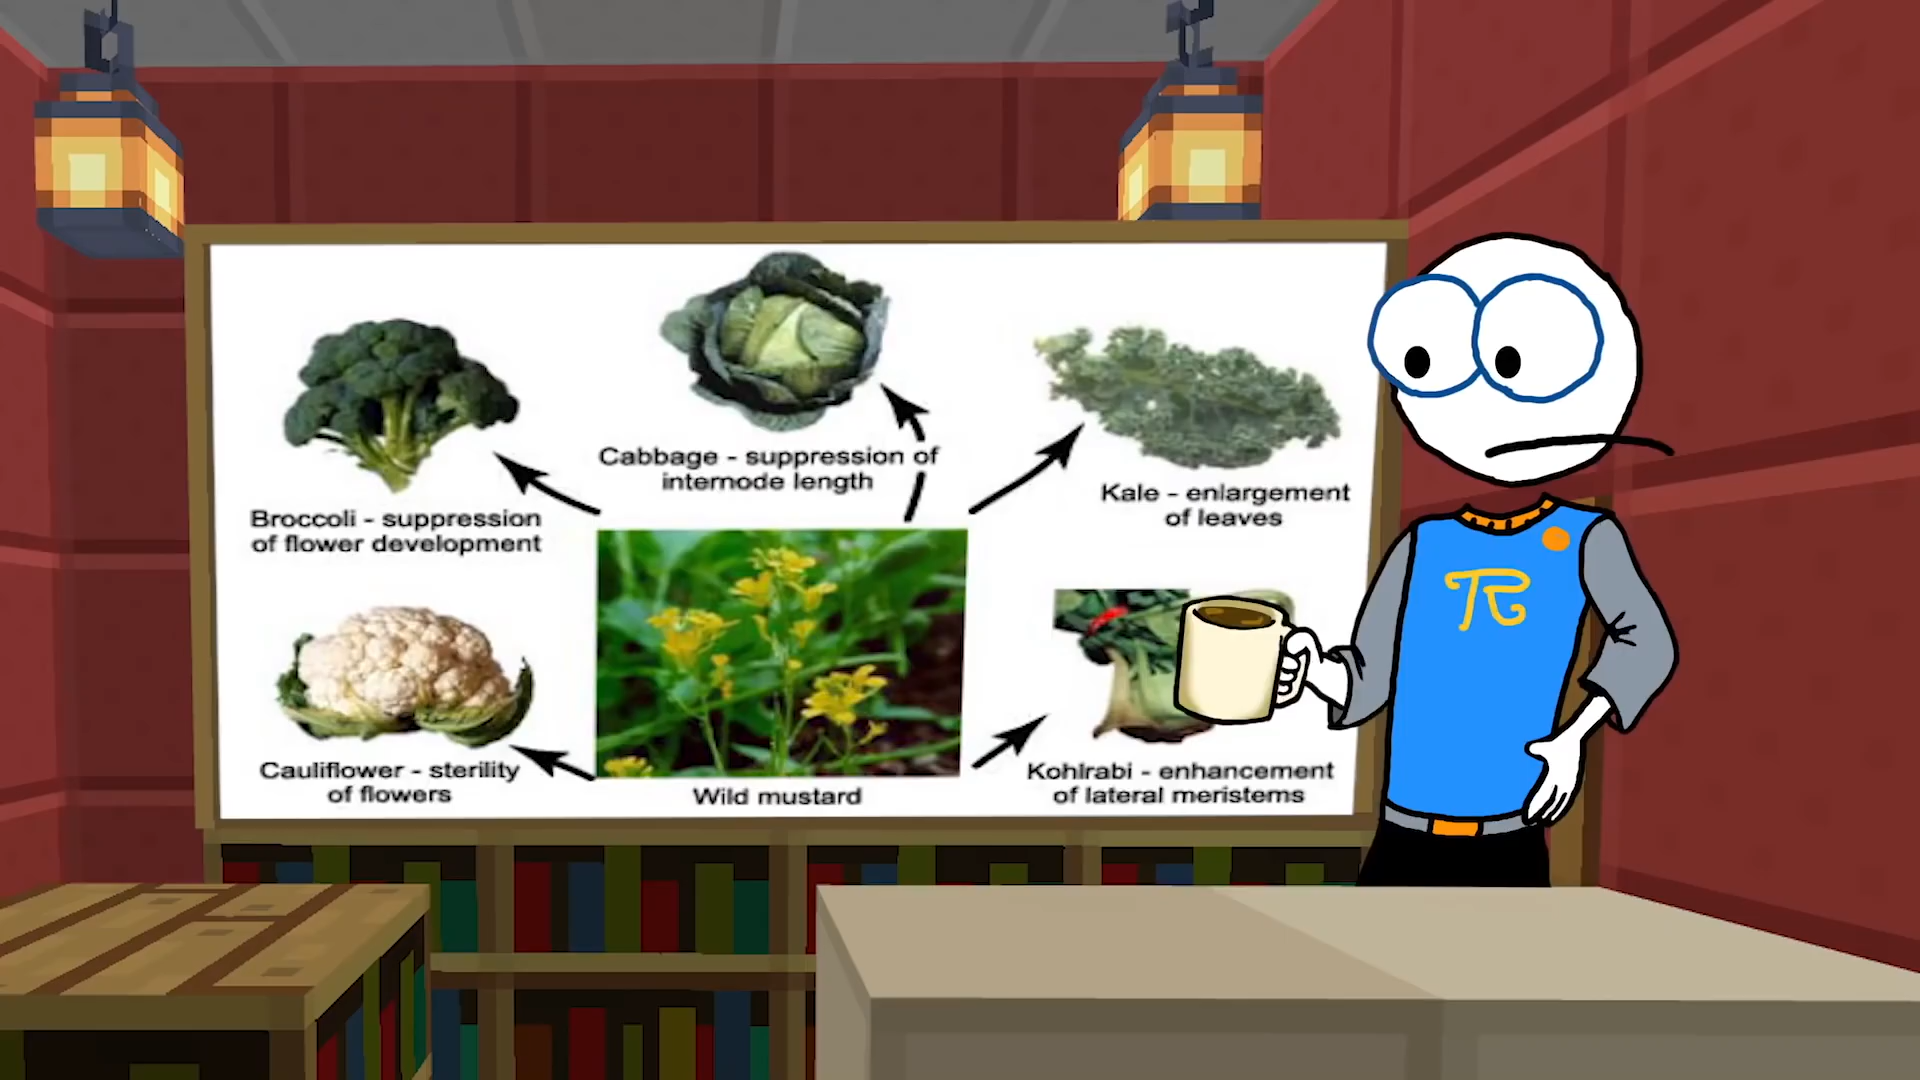 Cabbage - suppression of
internode length
Kale - enlargement
of leaves
Broccoli - suppression
of flower development
Cauliflower - sterility
of flowers
Wild mustard
Kohlrabi - enhancement
of lateral meristems